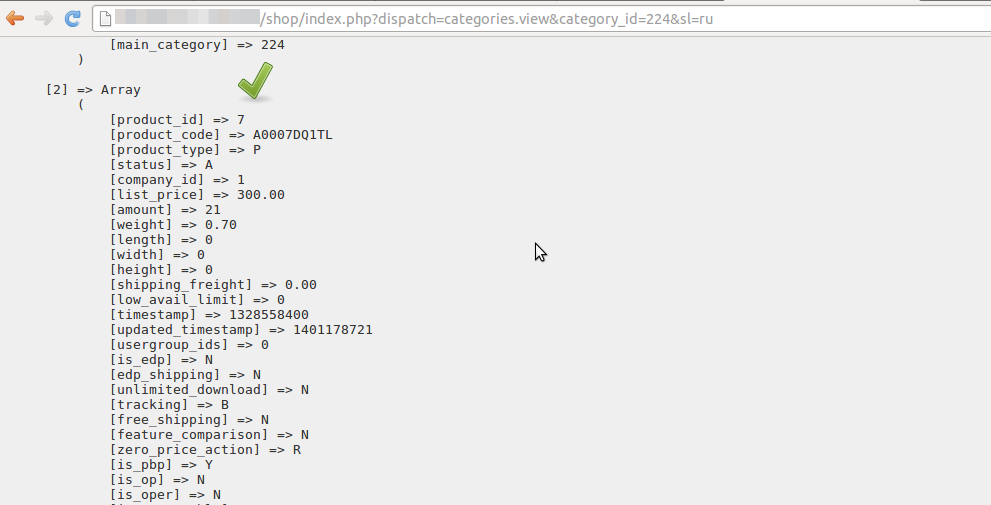 /shop/index.php?dispatch=categories.view&category_id=224&sl=ru
[main_category] => 224
)
[2] => Array
(
[product_id] => 7
[product_code] => A0007DQ1TL
[product_type] => P
[status] => A
[company_id] => 1
[list_price] => 300.00
[amount] => 21
[weight] => 0.70
[length] => 0
[width] => 0
[height] => 0
[shipping_freight] => 0.00
[low_avail_limit] => 0
[timestamp] => 1328558400
[updated_timestamp] => 1401178721
[usergroup_ids] => 0
[is_edp] => N
[edp_shipping] => N
[unlimited_download] => N
[tracking] => B
[free_shipping] => N
[feature_comparison] => N
[zero_price_action] => R
[is_pbp] => Y
[is_op] => N
[is_oper] => N